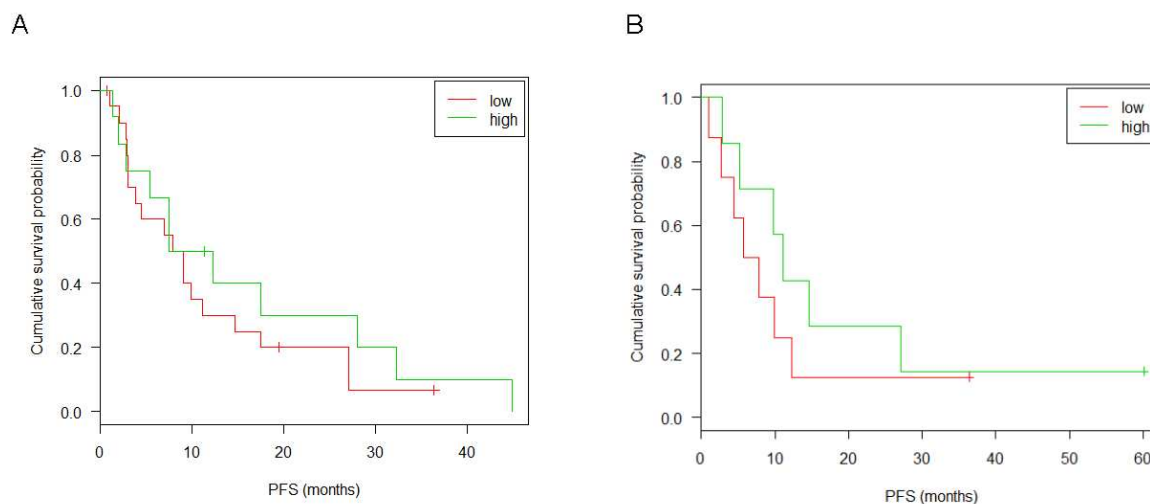 A
Cumulative survival probability
1.0
0.8
0.6
0.4
0.2
0.0
low
high
0 10 20 30 40
PFS (months)
B
Cumulative survival probability
1.0
0.8
0.6
0.4
0.2
0.0
low
high
0 10 20 30 40 50 60
PFS (months)